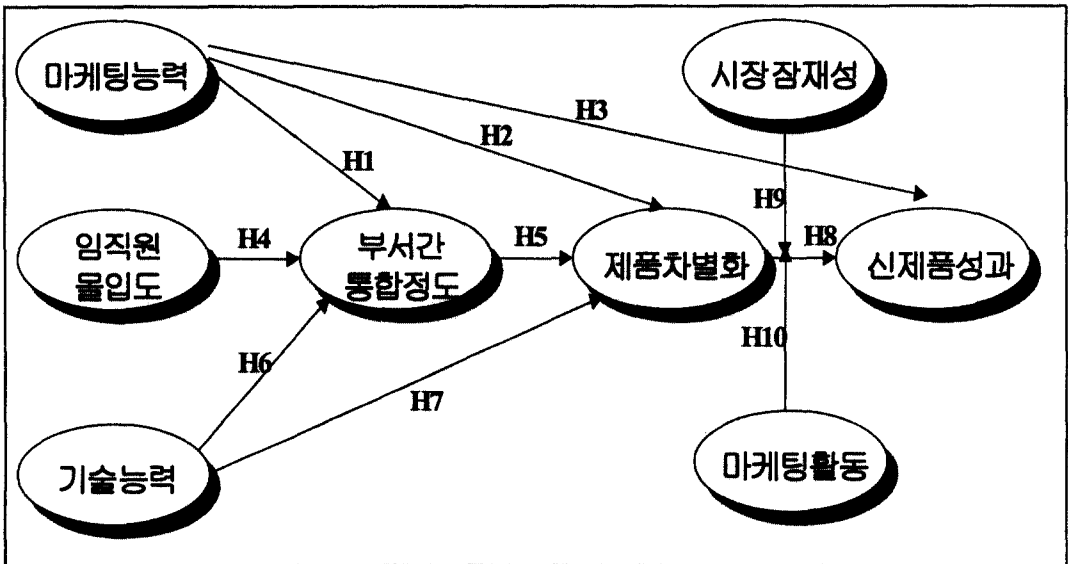 마케팅능력
시장잠재성
H3
H2
H1
H9
임직원
몰입도
H4
부서간
통합정도
H5
제품차별화
H8
신제품성과
H6
H10
H7
기술능력
마케팅활동